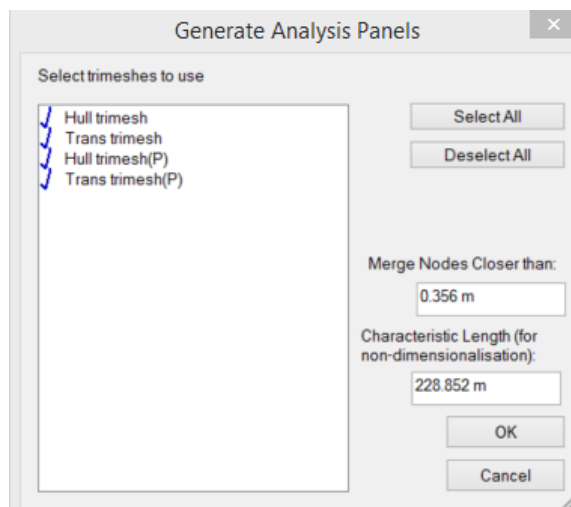 Generate Analysis Panels
Select trimeshes to use
Hull trimesh
Trans trimesh
Hull trimesh(P)
Trans trimesh(P)
Select All
Deselect All
Merge Nodes Closer than:
0.356 m
Characteristic Length (for
non-dimensionalisation):
228.852 m
OK
Cancel